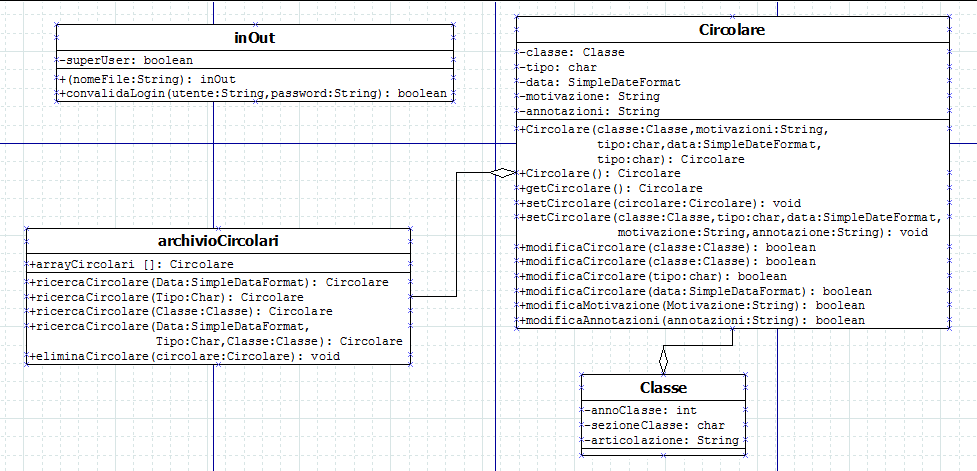 inOut
-superUser: boolean
+(nomeFile:String): inOut
+convalidaLogin(utente:String,password:String): boolean
Circolare
-classe: Classe
-tipo: char
-data: SimpleDateFormat
-motivazione: String
-annotazioni: String
+Circolare(classe:Classe,motivazioni:String,
tipo:char,data:SimpleDateFormat,
tipo:char): Circolare
+Circolare(): Circolare
+getCircolare(): Circolare
+setCircolare(circolare:Circolare): void
+setCircolare(classe:Classe,tipo:char,data:SimpleDateFormat,
motivazione:String,annotazione:String): void
+modificaCircolare(classe:Classe): boolean
+modificaCircolare(classe:Classe): boolean
+modificaCircolare(tipo:char): boolean
+modificaCircolare(data:SimpleDataFormat): boolean
+modificaMotivazione(Motivazione:String): boolean
+modificaAnnotazioni(annotazioni:String): boolean
archivioCircolari
+arrayCircolari []: Circolare
+ricercaCircolare(Data:SimpleDataFormat): Circolare
+ricercaCircolare(Tipo:Char): Circolare
+ricercaCircolare(Classe:Classe): Circolare
+ricercaCircolare(Data:SimpleDataFormat,
Tipo:Char,Classe:Classe): Circolare
+eliminaCircolare(circolare:Circolare): void
Classe
-annoClasse: int
-sezioneClasse: char
-articolazione: String